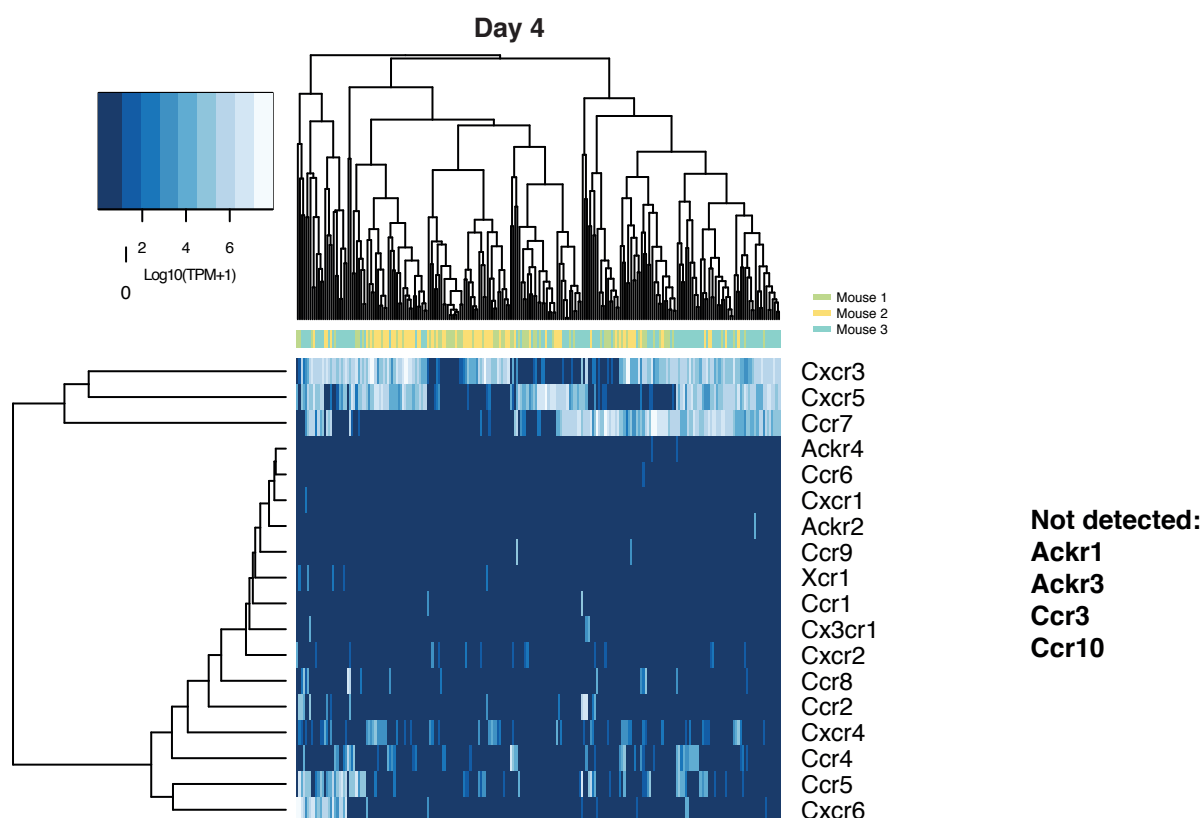 Day 4
2 4 6
Log10(TPM+1)
0
Mouse 1
Mouse 2
Mouse 3
Cxcr3
Cxcr5
Ccr7
Ackr4
Ccr6
Cxcr1
Ackr2
Ccr9
Xcr1
Ccr1
Cx3cr1
Cxcr2
Ccr8
Ccr2
Cxcr4
Ccr4
Ccr5
Cxcr6
Not detected:
Ackr1
Ackr3
Ccr3
Ccr10